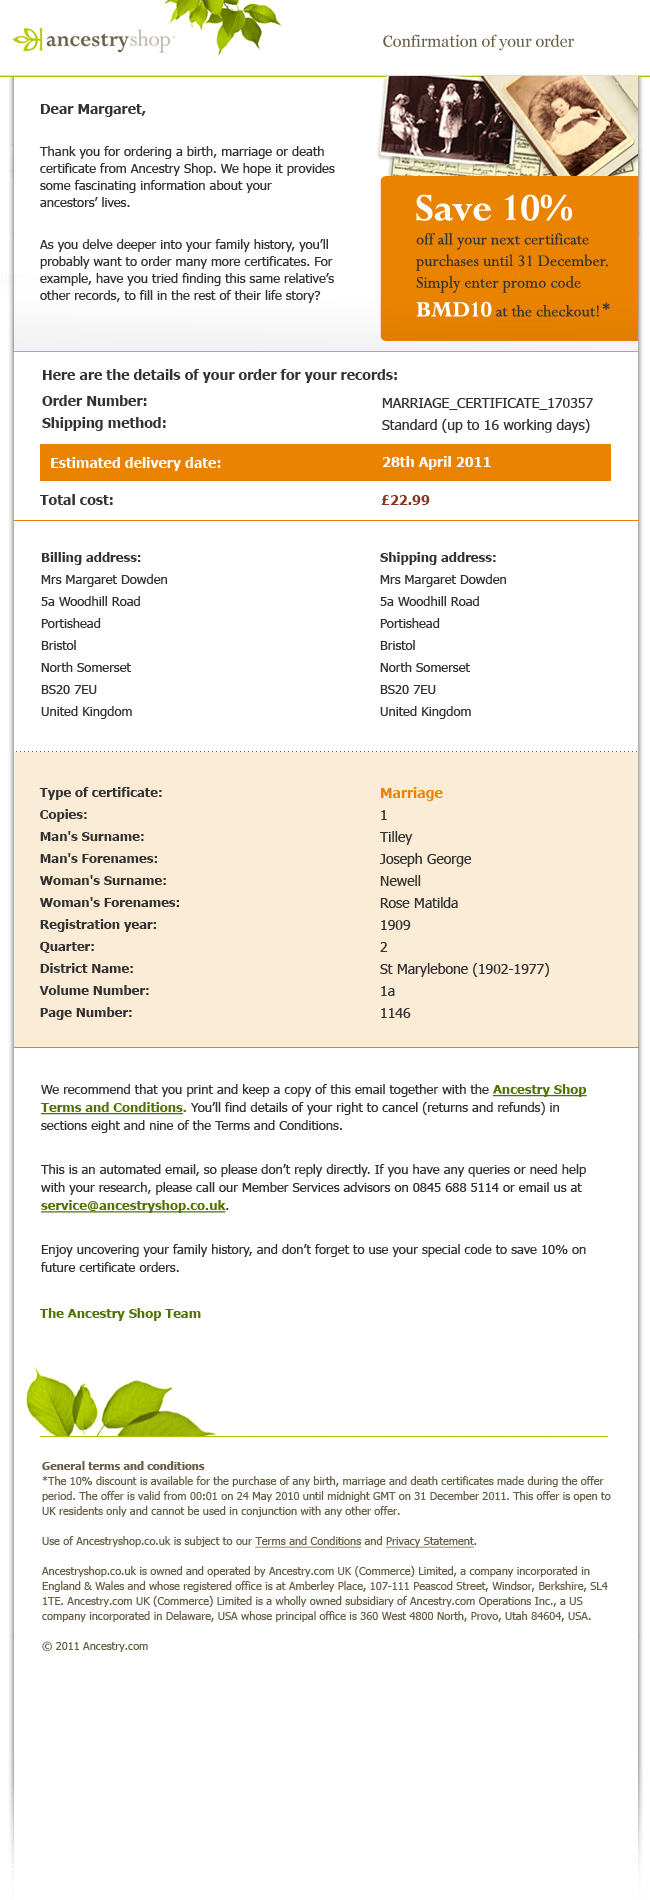 ancestryshop
Confirmation of your order
Dear Margaret,
Thank you for ordering a birth, marriage or death
certificate from Ancestry Shop. We hope it provides
some fascinating information about your
ancestors’ lives.
As you delve deeper into your family history, you’ll
probably want to order many more certificates. For
example, have you tried finding this same relative’s
other records, to fill in the rest of their life story?
Save 10%
off all your next certificate
purchases until 31 December.
Simply enter promo code
BMD10 at the checkout!*
Here are the details of your order for your records:
Order Number: MARRIAGE_CERTIFICATE_170357
Shipping method: Standard (up to 16 working days)
Estimated delivery date: 28th April 2011
Total cost: £22.99
Billing address:
Mrs Margaret Dowden
5a Woodhill Road
Portishead
Bristol
North Somerset
BS20 7EU
United Kingdom
Shipping address:
Mrs Margaret Dowden
5a Woodhill Road
Portishead
Bristol
North Somerset
BS20 7EU
United Kingdom
Type of certificate: Marriage
Copies: 1
Man's Surname: Tilley
Man's Forenames: Joseph George
Woman's Surname: Newell
Woman's Forenames: Rose Matilda
Registration year: 1909
Quarter: 2
District Name: St Marylebone (1902-1977)
Volume Number: 1a
Page Number: 1146
We recommend that you print and keep a copy of this email together with the Ancestry Shop
Terms and Conditions. You’ll find details of your right to cancel (returns and refunds) in
sections eight and nine of the Terms and Conditions.
This is an automated email, so please don’t reply directly. If you have any queries or need help
with your research, please call our Member Services advisors on 0845 688 5114 or email us at
service@ancestryshop.co.uk.
Enjoy uncovering your family history, and don’t forget to use your special code to save 10% on
future certificate orders.
The Ancestry Shop Team
General terms and conditions
*The 10% discount is available for the purchase of any birth, marriage and death certificates made during the offer
period. The offer is valid from 00:01 on 24 May 2010 until midnight GMT on 31 December 2011. This offer is open to
UK residents only and cannot be used in conjunction with any other offer.
Use of Ancestryshop.co.uk is subject to our Terms and Conditions and Privacy Statement.
Ancestryshop.co.uk is owned and operated by Ancestry.com UK (Commerce) Limited, a company incorporated in
England & Wales and whose registered office is at Amberley Place, 107-111 Peascod Street, Windsor, Berkshire, SL4
1TE. Ancestry.com UK (Commerce) Limited is a wholly owned subsidiary of Ancestry.com Operations Inc., a US
company incorporated in Delaware, USA whose principal office is 360 West 4800 North, Provo, Utah 84604, USA.
© 2011 Ancestry.com